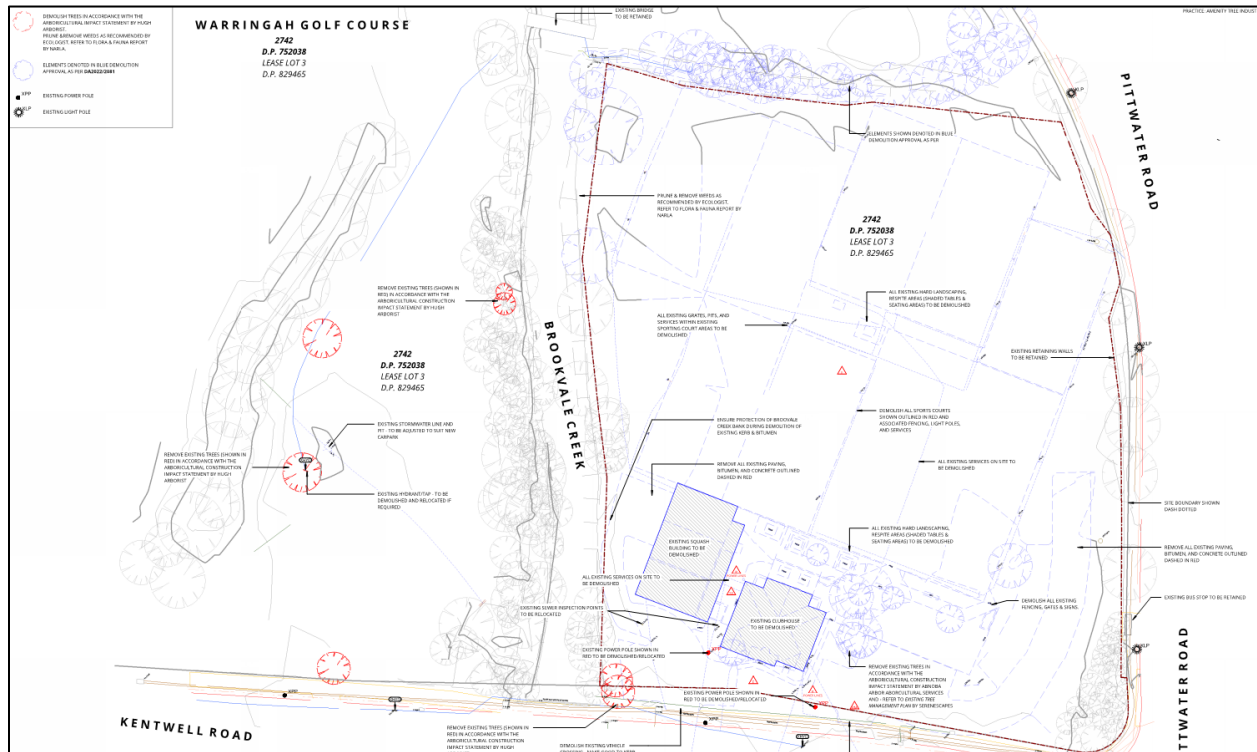 DEMOLISH TREES IN ACCORDANCE WITH THE
ARBORICULTURAL IMPACT STATEMENT BY HUGH
ARBORIST.
PRUNE &REMOVE WEEDS AS RECOMMENDED BY
ECOLOGIST. REFER TO FLORA & FAUNA REPORT
BY NARLA.
ELEMENTS DENOTED IN BLUE DEMOLITION
APPROVAL AS PER DA2022/2081
XPP
EXISTING POWER POLE
XLP
EXISTING LIGHT POLE
WARRINGAH GOLF COURSE
2742
D.P. 752038
LEASE LOT 3
D.P. 829465
EXISTING BRIDGE
TO BE RETAINED
PRACTICE, AMENITY TREE INDUST
XLP
PITTWATER ROAD
ELEMENTS SHOWN DENOTED IN BLUE
DEMOLITION APPROVAL AS PER
PRUNE & REMOVE WEEDS AS
RECOMMENDED BY ECOLOGIST,
REFER TO FLORA & FAUNA REPORT BY
NARLA
2742
D.P. 752038
LEASE LOT 3
D.P. 829465
REMOVE EXISTING TREES (SHOWN IN
RED) IN ACCORDANCE WITH THE
ARBORICULTURAL CONSTRUCTION
IMPACT STATEMENT BY HUGH
ARBORIST
ALL EXISTING HARD LANDSCAPING,
RESPITE AREAS (SHADED TABLES &
SEATING AREAS) TO BE DEMOLISHED
ALL EXISTING GRATES, PITS, AND
SERVICES WITHIN EXISTING
SPORTING COURT AREAS TO BE
DEMOLISHED
2742
D.P. 752038
LEASE LOT 3
D.P. 829465
BROOKVALE CREEK
EXISTING RETAINING WALLS
TO BE RETAINED
XLP
EXISTING STORMWATER LINE AND
PIT - TO BE ADJUSTED TO SUIT NEW
CARPARK
ENSURE PROTECTION OF BROOVALE
CREEK BANK DURING DEMOLITION OF
EXISTING KERB & BITUMEN
DEMOLISH ALL SPORTS COURTS
SHOWN OUTLINED IN RED AND
ASSOCIATED FENCING, LIGHT POLES,
AND SERVICES
REMOVE EXISTING TREES (SHOWN IN
RED) IN ACCORDANCE WITH THE
ARBORICULTURAL CONSTRUCTION
IMPACT STATEMENT BY HUGH
ARBORIST
REMOVE ALL EXISTING PAVING,
BITUMEN, AND CONCRETE OUTLINED
DASHED IN RED
ALL EXISTING SERVICES ON SITE TO
BE DEMOLISHED
EXISTING HYDRANT/TAP - TO BE
DEMOLISHED AND RELOCATED IF
REQUIRED
SITE BOUNDARY SHOWN
DASH DOTTED
EXISTING SQUASH
BUILDING TO BE
DEMOLISHED
ALL EXISTING HARD LANDSCAPING,
RESPITE AREAS (SHADED TABLES &
SEATING AREAS) TO BE DEMOLISHED
REMOVE ALL EXISTING PAVING,
BITUMEN, AND CONCRETE OUTLINED
DASHED IN RED
ALL EXISTING SERVICES ON SITE TO
BE DEMOLISHED
DEMOLISH ALL EXISTING
FENCING, GATES & SIGNS.
EXISTING BUS STOP TO BE RETAINED
EXISTING SEWER INSPECTION POINTS
TO BE RELOCATED
EXISTING CLUBHOUSE
TO BE DEMOLISHED
EXISTING POWER POLE SHOWN IN
RED TO BE DEMOLISHED/RELOCATED
XLP
REMOVE EXISTING TREES IN
ACCORDANCE WITH THE
ARBORICULTURAL CONSTRUCTION
IMPACT STATEMENT BY ABNOBA
ARBOR ABORICULTURAL SERVICES
AND - REFER TO EXISTING TREE
MANAGEMENT PLAN BY SERENESCAPES
EXISTING POWER POLE SHOWN IN
RED TO BE DEMOLISHED/RELOCATED
XPP
XPP
KENTWELL ROAD
REMOVE EXISTING TREES (SHOWN IN
RED) IN ACCORDANCE WITH THE
ARBORICULTURAL CONSTRUCTION
IMPACT STATEMENT BY HUGH
DEMOLISH EXISTING VEHICLE
TTWATER ROAD